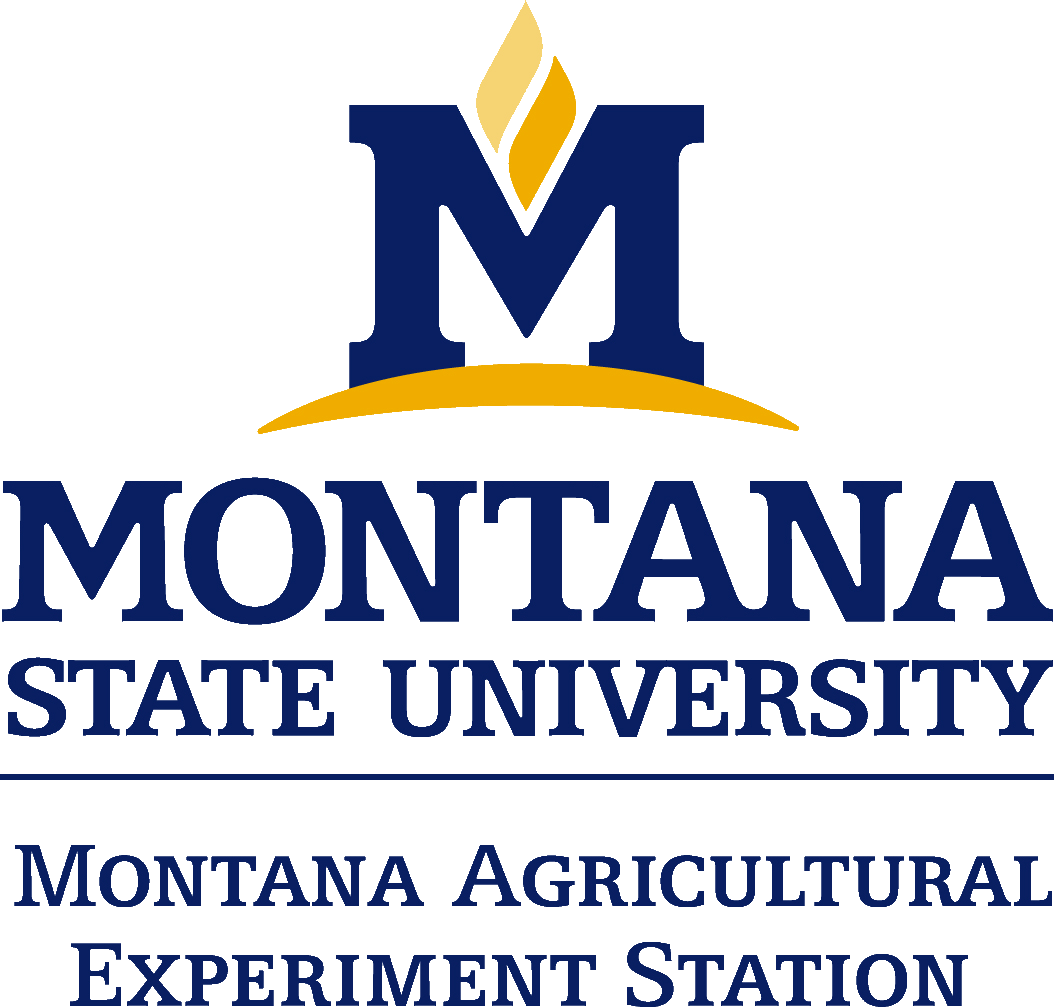 M
MONTANA
STATE UNIVERSITY
MONTANA AGRICULTURAL
EXPERIMENT STATION